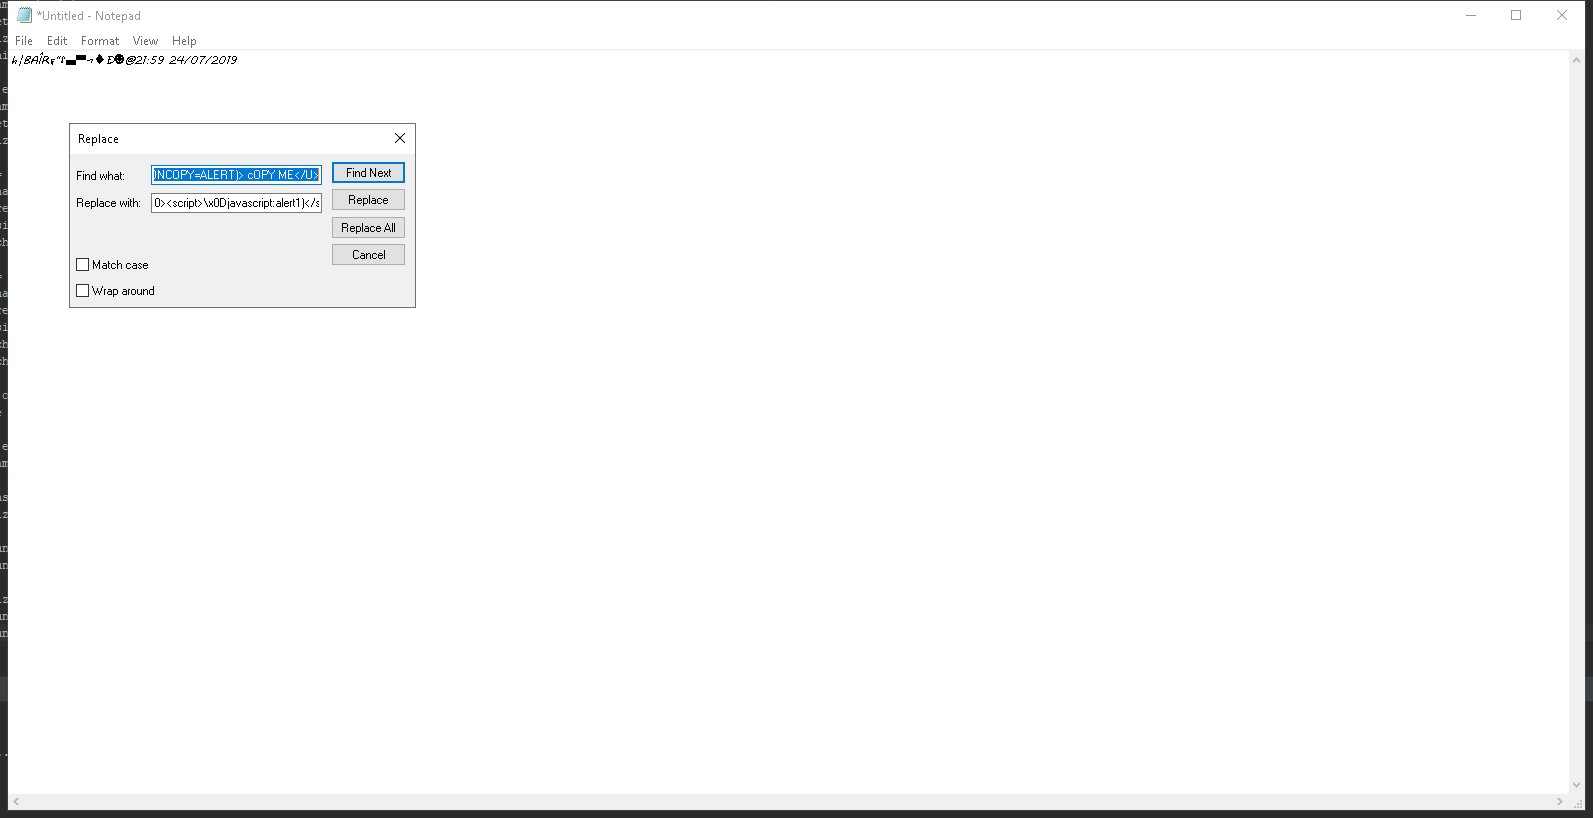 *Untitled - Notepad
File Edit Format View Help
@21:59 24/07/2019
Replace
Find what: )NCOPY=ALERT)> cOPY ME</U>
Find Next
Replace with: 0><script>\x0Djavascript:alert1)</s
Replace
Replace All
Cancel
Match case
Wrap around